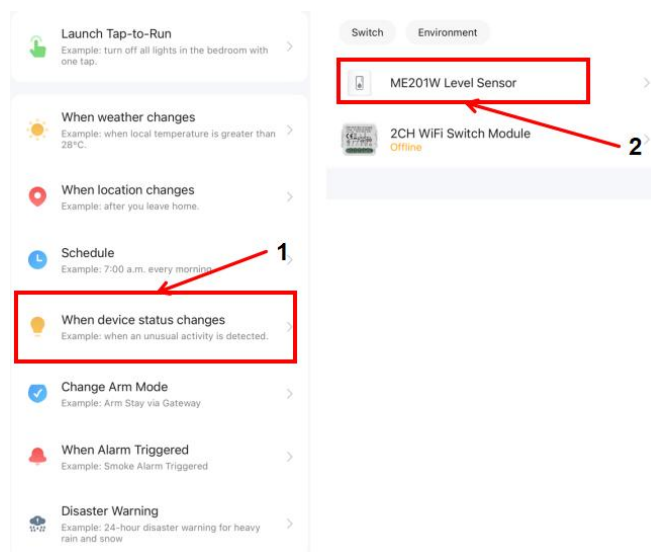 Launch Tap-to-Run
Example: turn off all lights in the bedroom with
one tap.
When weather changes
Example: when local temperature is greater than
28°C.
When location changes
Example: after you leave home.
Schedule
Example: 7:00 a.m. every morning
1
When device status changes
Example: when an unusual activity is detected.
Change Arm Mode
Example: Arm Stay via Gateway
When Alarm Triggered
Example: Smoke Alarm Triggered
Disaster Warning
Example: 24-hour disaster warning for heavy
rain and snow
Switch Environment
ME201W Level Sensor
2CH WiFi Switch Module
Offline
2